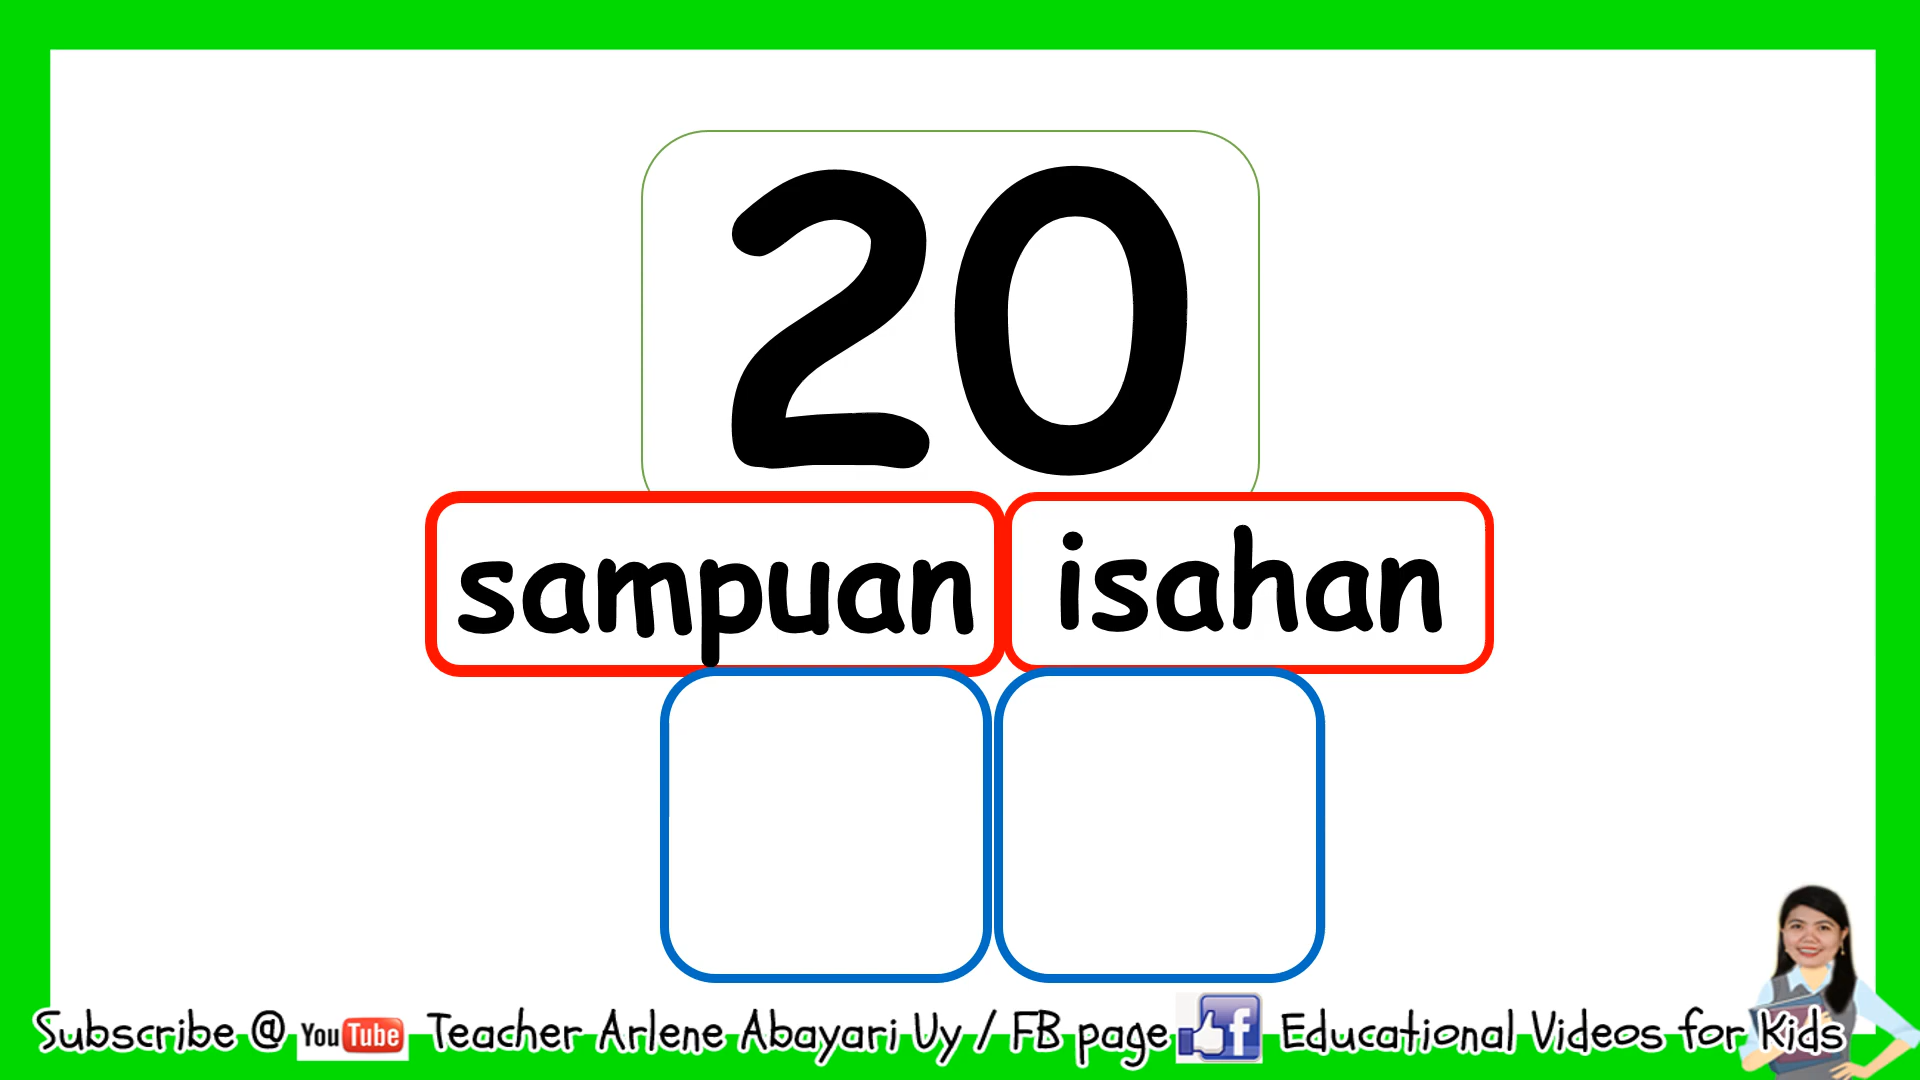 20
sampuan isahan
Subscribe @ YouTube Teacher Arlene Abayari Uy / FB page f Educational Videos for Kids